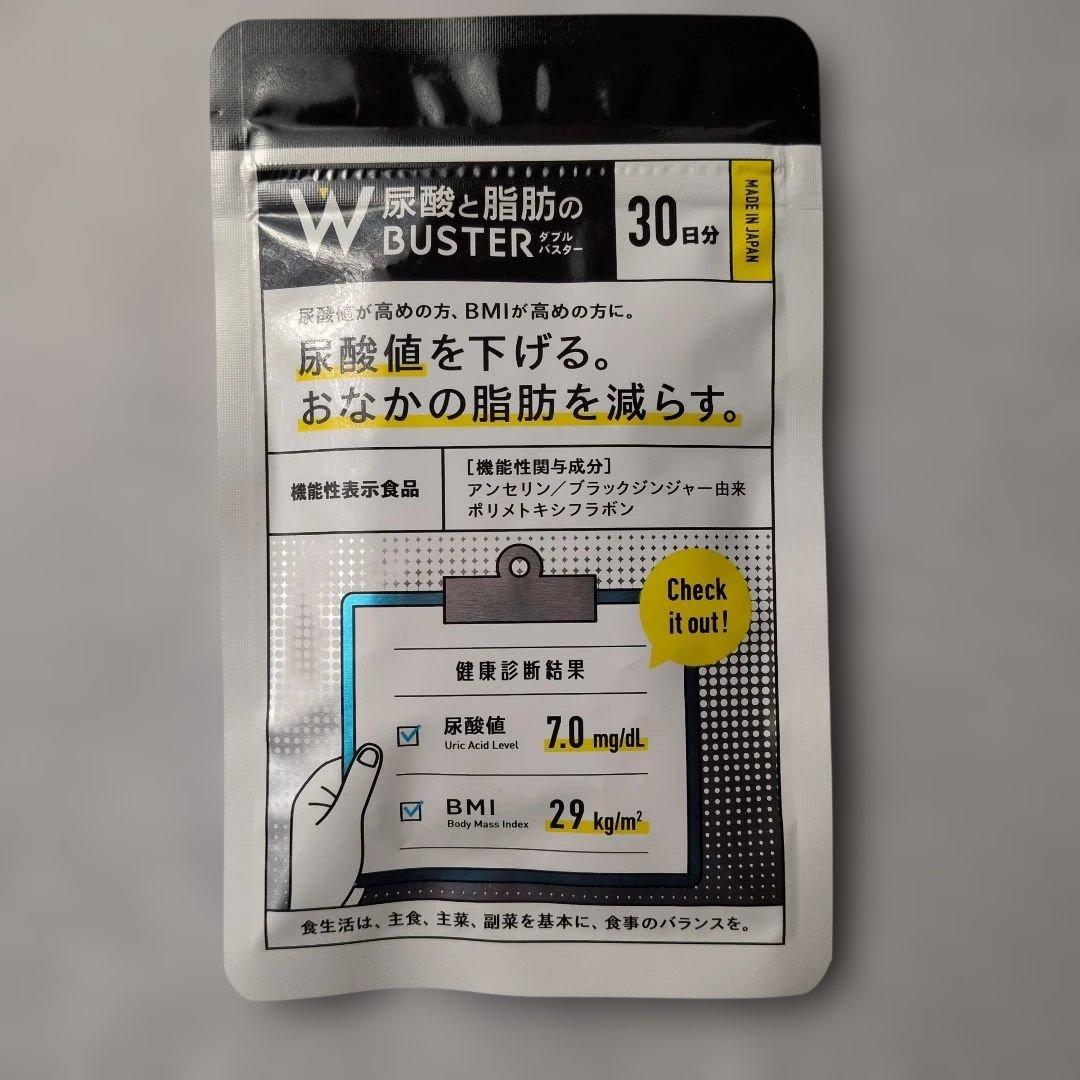 W 尿酸と脂肪の
BUSTER ダブル
バスター
30日分
MADE IN JAPAN
尿酸値が高めの方、BMIが高めの方に。
尿酸値を下げる。
おなかの脂肪を減らす。
機能性表示食品
［機能性関与成分］
アンセリン／ブラックジンジャー由来
ポリメトキシフラボン
Check
it out!
健康診断結果
尿酸値 7.0 mg/dL
Uric Acid Level
BMI 29 kg/m²
Body Mass Index
食生活は、主食、主菜、副菜を基本に、食事のバランスを。